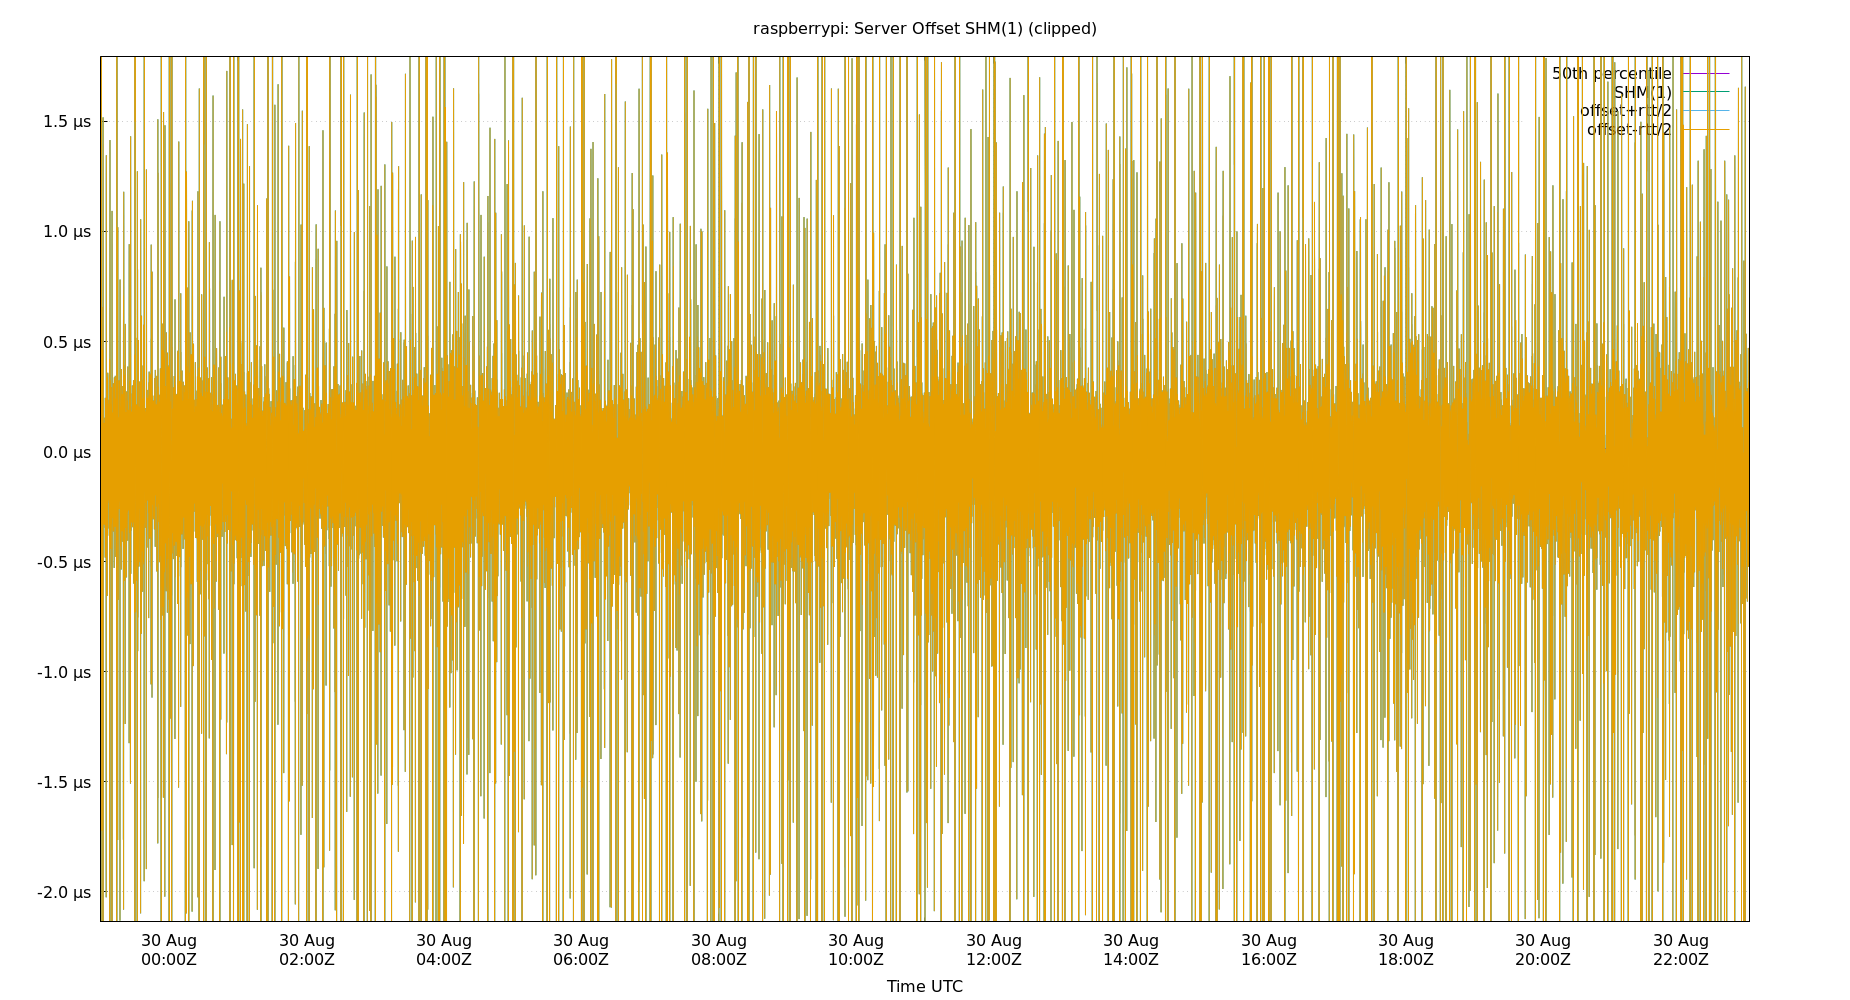 raspberrypi: Server Offset SHM(1) (clipped)
50th percentile
SHM(1)
offset+rtt/2
offset-rtt/2
1.5 µs
1.0 µs
0.5 µs
0.0 µs
-0.5 µs
-1.0 µs
-1.5 µs
-2.0 µs
30 Aug 30 Aug 30 Aug 30 Aug 30 Aug 30 Aug 30 Aug 30 Aug 30 Aug 30 Aug 30 Aug 30 Aug
00:00Z 02:00Z 04:00Z 06:00Z 08:00Z 10:00Z 12:00Z 14:00Z 16:00Z 18:00Z 20:00Z 22:00Z
Time UTC